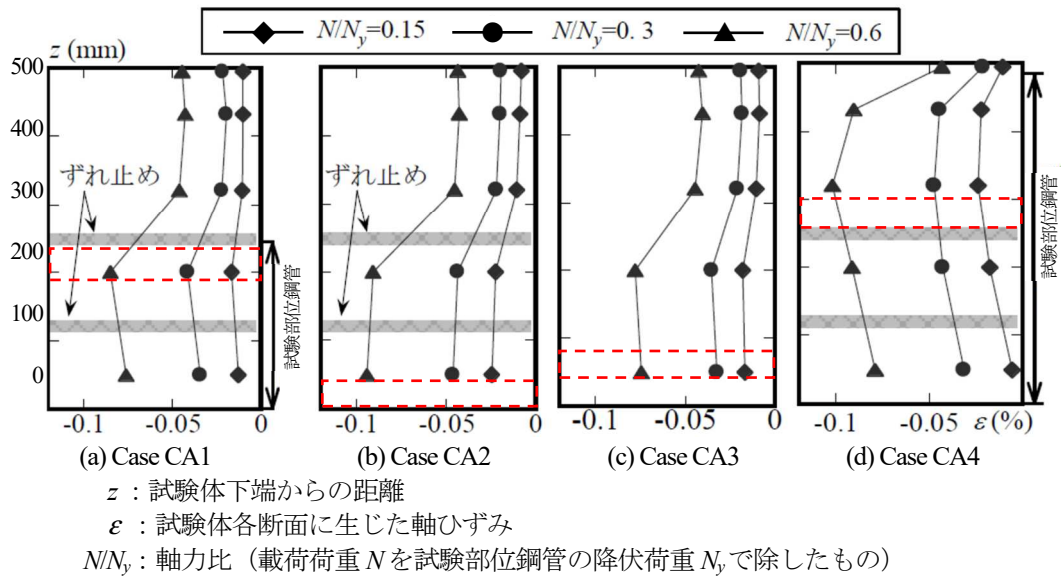 N/Ny=0.15 N/Ny=0. 3 N/Ny=0.6
z (mm)
500
400
300
200
100
0
ずれ止め
試験部位鋼管
-0.1 -0.05 0
(a) Case CA1
ずれ止め
-0.1 -0.05 0
(b) Case CA2
-0.1 -0.05 0
(c) Case CA3
試験部位鋼管
-0.1 -0.05 ε(%)
(d) Case CA4
z：試験体下端からの距離
ε：試験体各断面に生じた軸ひずみ
N/Ny：軸力比（載荷荷重 N を試験部位鋼管の降伏荷重 Ny で除したもの）